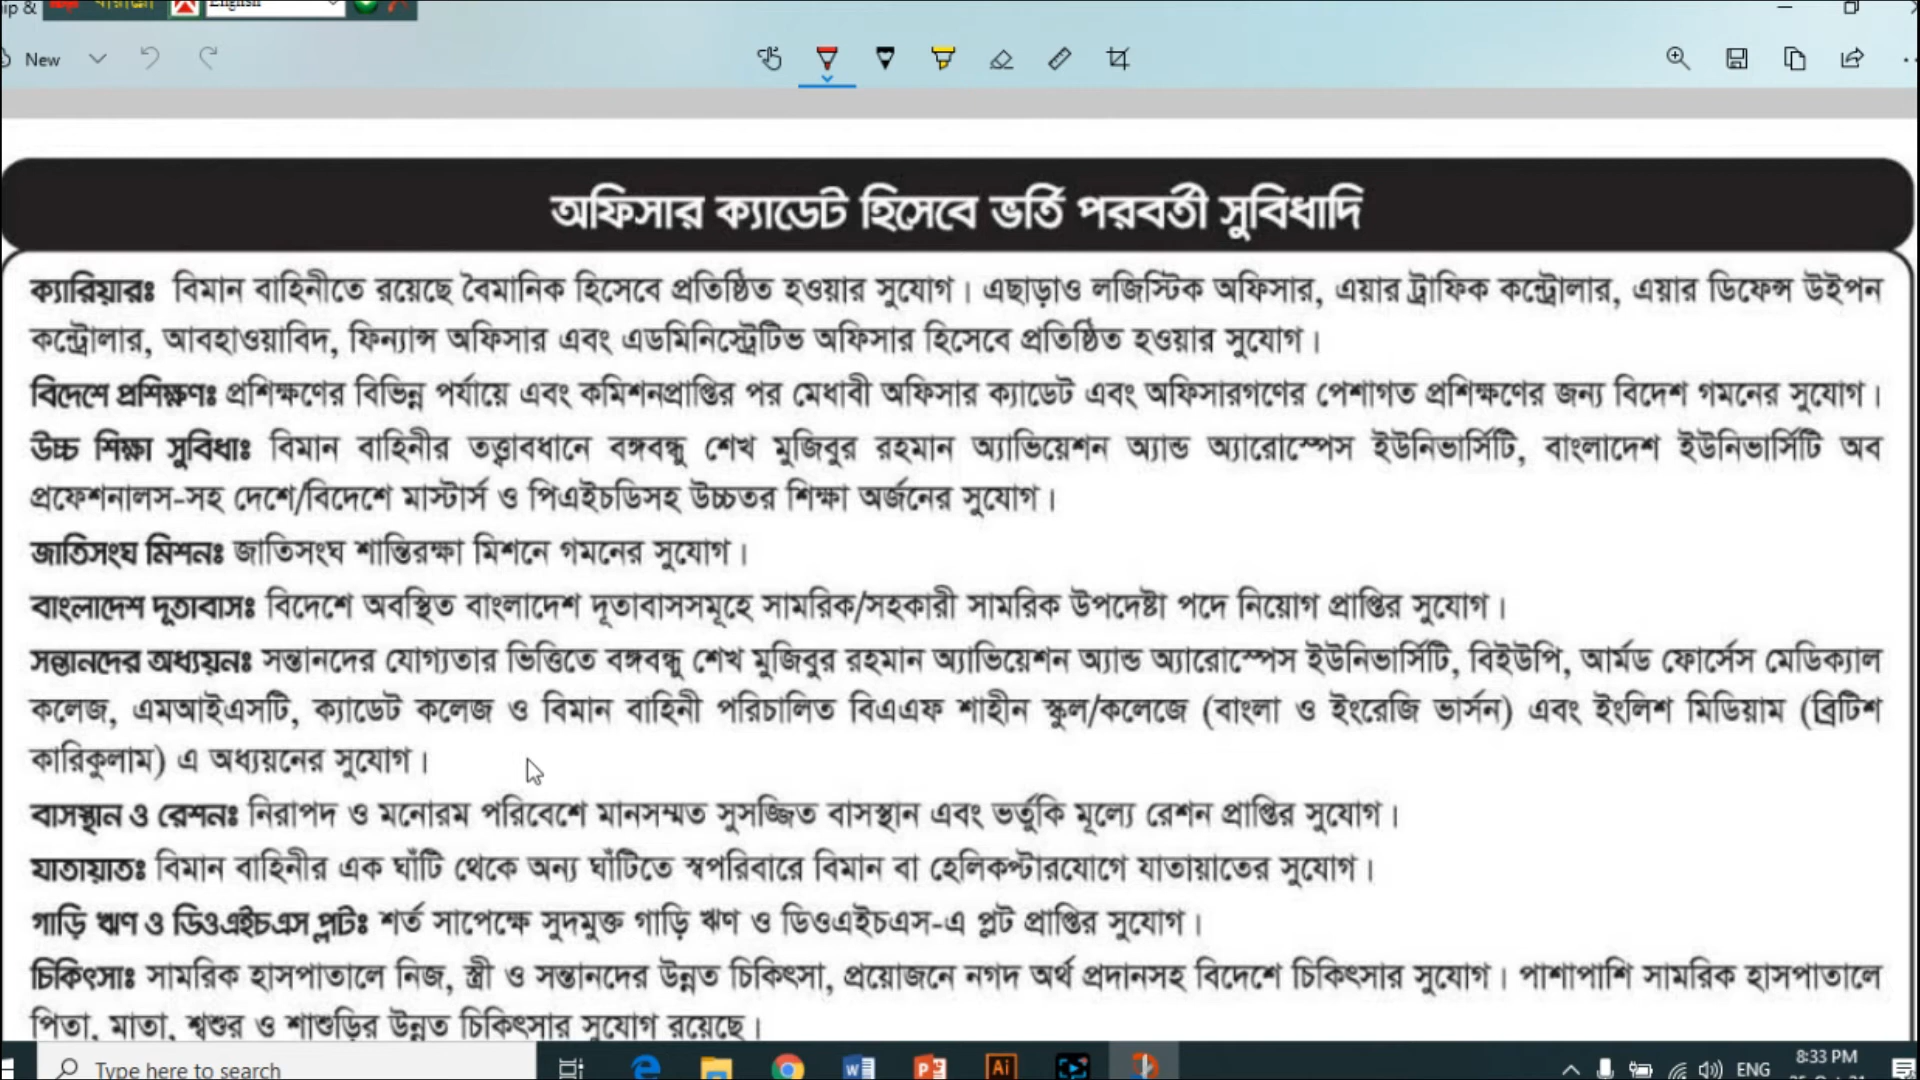 ip &
English
New
অফিসার ক্যাডেট হিসেবে ভর্তি পরবর্তী সুবিধাদি
ক্যারিয়ারঃ বিমান বাহিনীতে রয়েছে বৈমানিক হিসেবে প্রতিষ্ঠিত হওয়ার সুযোগ। এছাড়াও লজিস্টিক অফিসার, এয়ার ট্রাফিক কন্ট্রোলার, এয়ার ডিফেন্স উইপন
কন্ট্রোলার, আবহাওয়াবিদ, ফিন্যান্স অফিসার এবং এডমিনিস্ট্রেটিভ অফিসার হিসেবে প্রতিষ্ঠিত হওয়ার সুযোগ।
বিদেশে প্রশিক্ষণঃ প্রশিক্ষণের বিভিন্ন পর্যায়ে এবং কমিশনপ্রাপ্তির পর মেধাবী অফিসার ক্যাডেট এবং অফিসারগণের পেশাগত প্রশিক্ষণের জন্য বিদেশ গমনের সুযোগ।
উচ্চ শিক্ষা সুবিধাঃ বিমান বাহিনীর তত্ত্বাবধানে বঙ্গবন্ধু শেখ মুজিবুর রহমান অ্যাভিয়েশন অ্যান্ড অ্যারোস্পেস ইউনিভার্সিটি, বাংলাদেশ ইউনিভার্সিটি অব
প্রফেশনালস-সহ দেশে/বিদেশে মাস্টার্স ও পিএইচডিসহ উচ্চতর শিক্ষা অর্জনের সুযোগ।
জাতিসংঘ মিশনঃ জাতিসংঘ শান্তিরক্ষা মিশনে গমনের সুযোগ।
বাংলাদেশ দূতাবাসঃ বিদেশে অবস্থিত বাংলাদেশ দূতাবাসসমূহে সামরিক/সহকারী সামরিক উপদেষ্টা পদে নিয়োগ প্রাপ্তির সুযোগ।
সন্তানদের অধ্যয়নঃ সন্তানদের যোগ্যতার ভিত্তিতে বঙ্গবন্ধু শেখ মুজিবুর রহমান অ্যাভিয়েশন অ্যান্ড অ্যারোস্পেস ইউনিভার্সিটি, বিইউপি, আর্মড ফোর্সেস মেডিক্যাল
কলেজ, এমআইএসটি, ক্যাডেট কলেজ ও বিমান বাহিনী পরিচালিত বিএএফ শাহীন স্কুল/কলেজে (বাংলা ও ইংরেজি ভার্সন) এবং ইংলিশ মিডিয়াম (ব্রিটিশ
কারিকুলাম) এ অধ্যয়নের সুযোগ।
বাসস্থান ও রেশনঃ নিরাপদ ও মনোরম পরিবেশে মানসম্মত সুসজ্জিত বাসস্থান এবং ভর্তুকি মূল্যে রেশন প্রাপ্তির সুযোগ।
যাতায়াতঃ বিমান বাহিনীর এক ঘাঁটি থেকে অন্য ঘাঁটিতে স্বপরিবারে বিমান বা হেলিকপ্টারযোগে যাতায়াতের সুযোগ।
গাড়ি ঋণ ও ডিওএইচএস প্লটঃ শর্ত সাপেক্ষে সুদমুক্ত গাড়ি ঋণ ও ডিওএইচএস-এ প্লট প্রাপ্তির সুযোগ।
চিকিৎসাঃ সামরিক হাসপাতালে নিজ, স্ত্রী ও সন্তানদের উন্নত চিকিৎসা, প্রয়োজনে নগদ অর্থ প্রদানসহ বিদেশে চিকিৎসার সুযোগ। পাশাপাশি সামরিক হাসপাতালে
পিতা, মাতা, শ্বশুর ও শাশুড়ির উন্নত চিকিৎসার সুযোগ রয়েছে।
Type here to search
Ai
ENG
8:33 PM